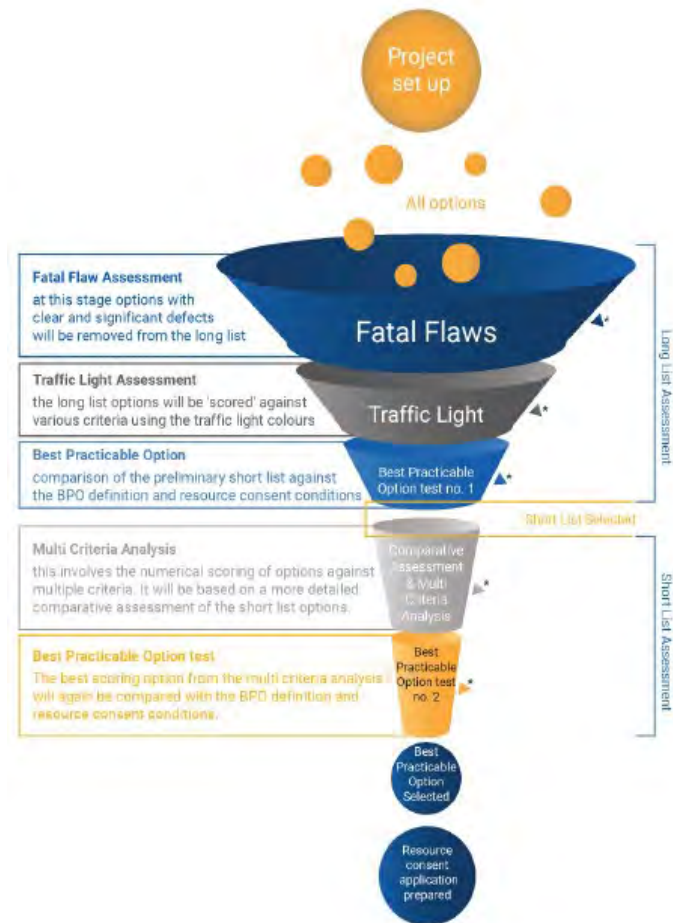 Project
set up
All options
Fatal Flaw Assessment
at this stage options with
clear and significant defects
will be removed from the long list
Fatal Flaws
*
Traffic Light Assessment
the long list options will be 'scored' against
various criteria using the traffic light colours
Traffic Light
*
Best Practicable Option
comparison of the preliminary short list against
the BPO definition and resource consent conditions
Best Practicable
Option test no. 1
*
Long List Assessment
Short List Selected
Multi Criteria Analysis
this involves the numerical scoring of options against
multiple criteria. It will be based on a more detailed
comparative assessment of the short list options.
Comparative
Assessment
& Multi
Criteria
Analysis
*
Best Practicable Option test
The best scoring option from the multi criteria analysis
will again be compared with the BPO definition and
resource consent conditions.
Best
Practicable
Option test
no. 2
*
Short List Assessment
Best
Practicable
Option
Selected
Resource
consent
application
prepared